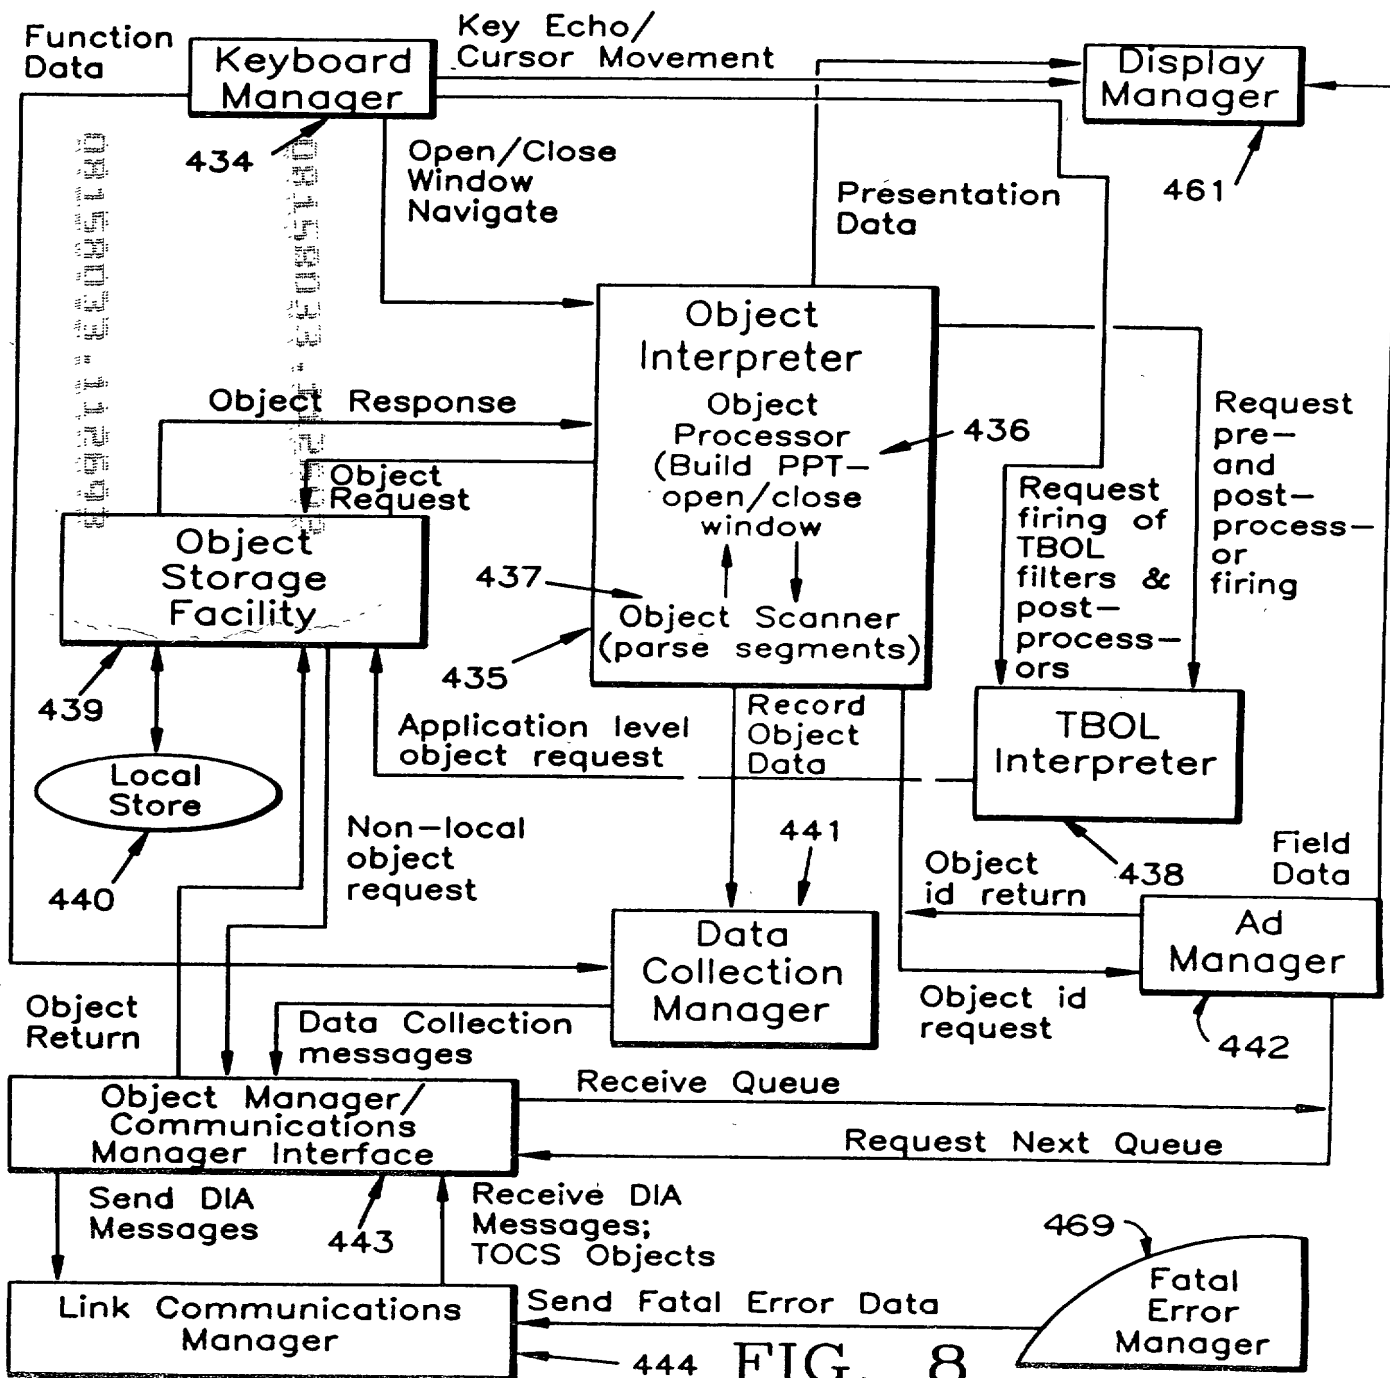 Function
Data
Keyboard
Manager
Key Echo/
Cursor Movement
Display
Manager
434
461
Open/Close
Window
Navigate
Presentation
Data
Object
Interpreter
Object
Processor
(Build PPT-
open/close
window
436
437
Object Scanner
(parse segments)
435
Object Response
Object
Request
Object
Storage
Facility
439
Local
Store
440
Request
firing of
TBOL
filters &
post-
process-
ors
Request
pre-
and
post-
process-
or
firing
Application level
object request
Record
Object
Data
TBOL
Interpreter
438
Non-local
object
request
441
Field
Data
Object
id return
Data
Collection
Manager
Ad
Manager
Object id
request
442
Object
Return
Data Collection
messages
Object Manager/
Communications
Manager Interface
Receive Queue
Request Next Queue
Send DIA
Messages
443
Receive DIA
Messages;
TOCS Objects
469
Fatal
Error
Manager
Link Communications
Manager
Send Fatal Error Data
444
FIG. 8